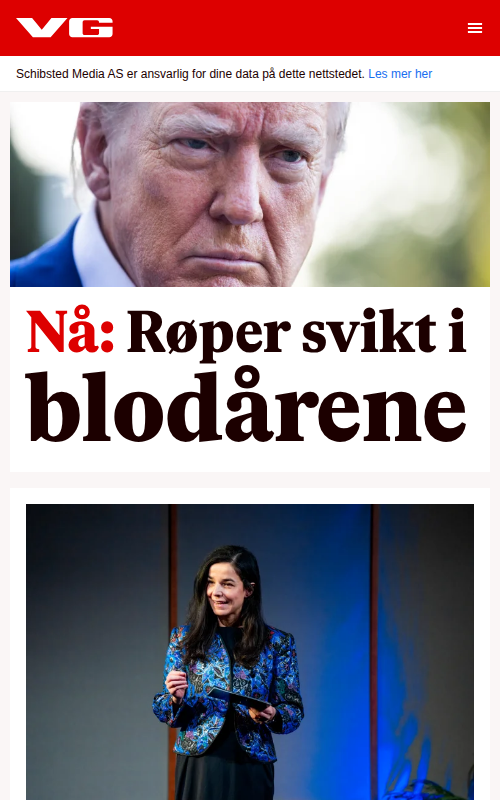 VG
Schibsted Media AS er ansvarlig for dine data på dette nettstedet. Les mer her
Nå: Røper svikt i
blodårene